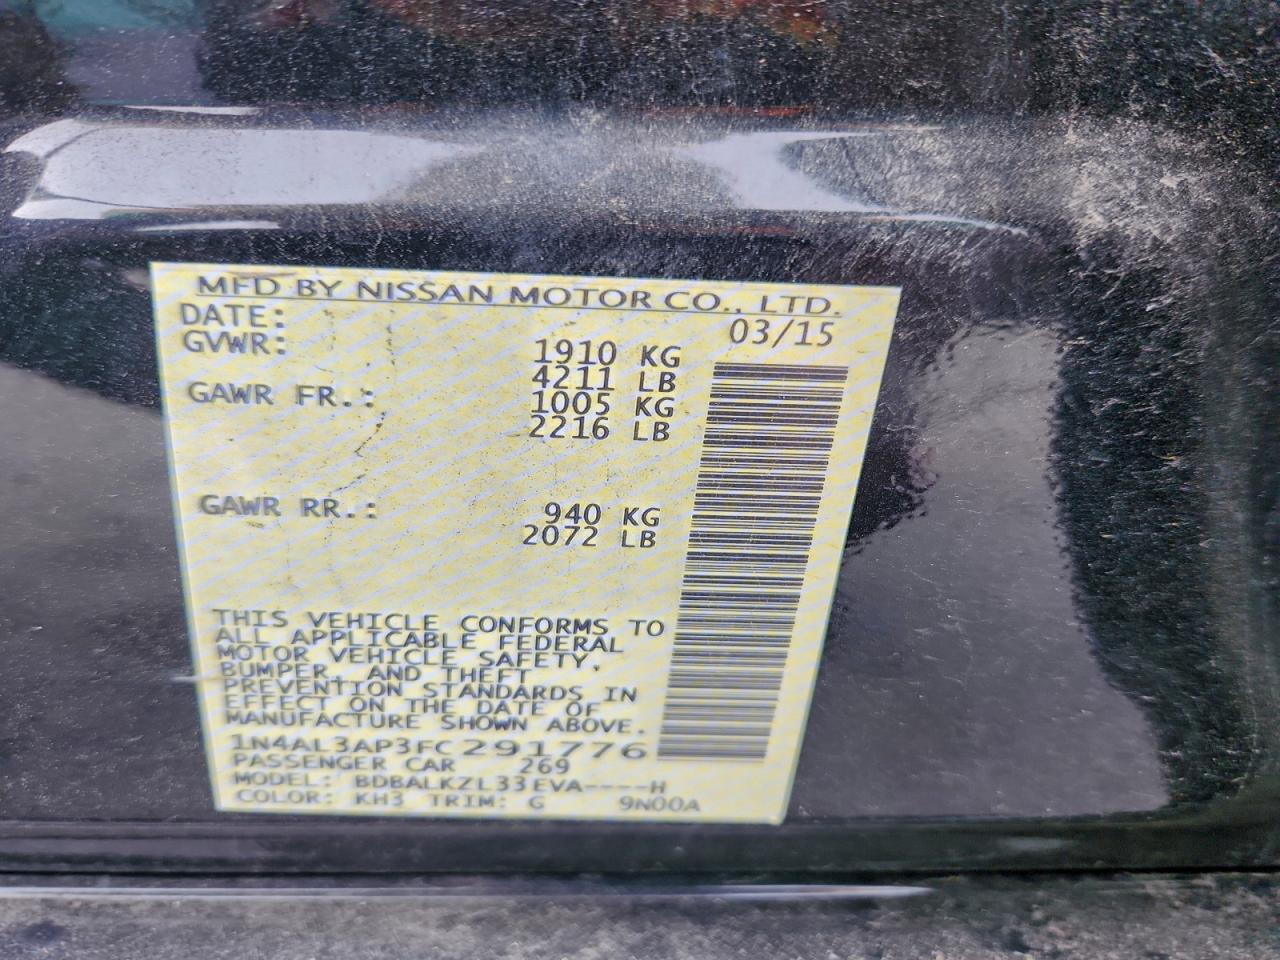 MFD BY NISSAN MOTOR CO., LTD.
DATE: 03/15
GVWR: 1910 KG
4211 LB
GAWR FR.: 1005 KG
2216 LB
GAWR RR.: 940 KG
2072 LB
THIS VEHICLE CONFORMS TO
ALL APPLICABLE FEDERAL
MOTOR VEHICLE SAFETY,
BUMPER, AND THEFT
PREVENTION STANDARDS IN
EFFECT ON THE DATE OF
MANUFACTURE SHOWN ABOVE.
1N4AL3AP3FC291776
PASSENGER CAR 269
MODEL: BDBALKZL33EVA----H
COLOR: KH3 TRIM: G 9N00A